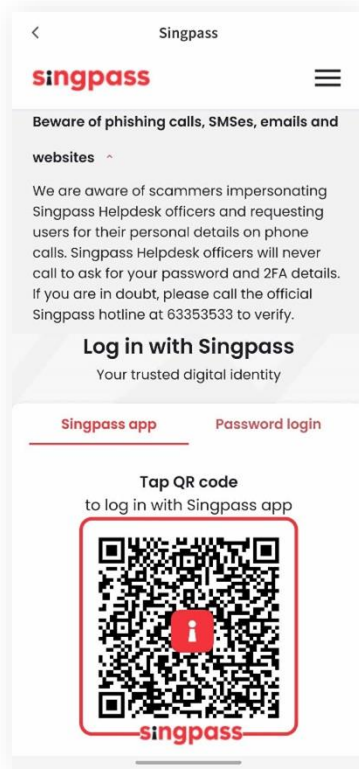 Singpass
singpass
Beware of phishing calls, SMSes, emails and
websites
We are aware of scammers impersonating
Singpass Helpdesk officers and requesting
users for their personal details on phone
calls. Singpass Helpdesk officers will never
call to ask for your password and 2FA details.
If you are in doubt, please call the official
Singpass hotline at 63353533 to verify.
Log in with Singpass
Your trusted digital identity
Singpass app Password login
Tap QR code
to log in with Singpass app
singpass